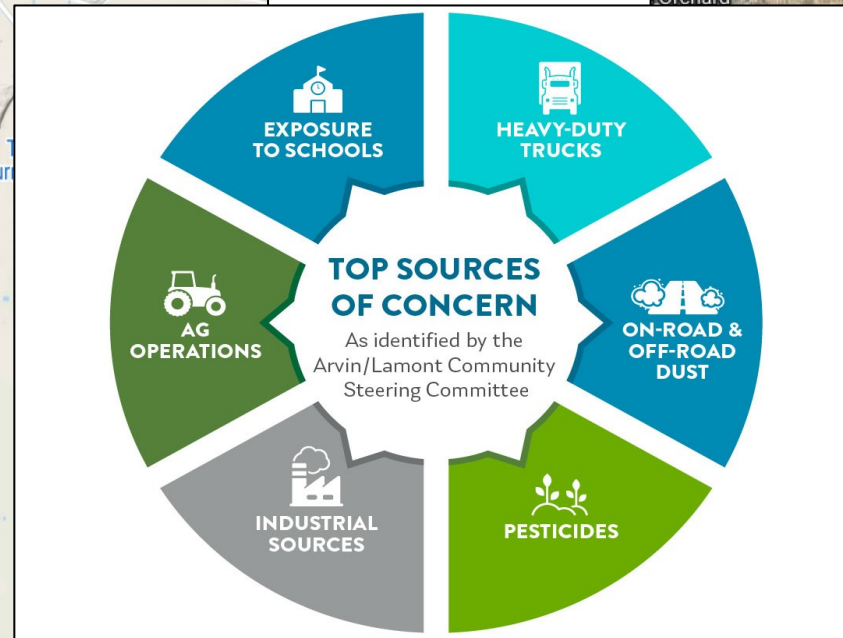 Orchard
EXPOSURE
TO SCHOOLS
HEAVY-DUTY
TRUCKS
TOP SOURCES
OF CONCERN
As identified by the
Arvin/Lamont Community
Steering Committee
AG
OPERATIONS
ON-ROAD &
OFF-ROAD
DUST
INDUSTRIAL
SOURCES
PESTICIDES